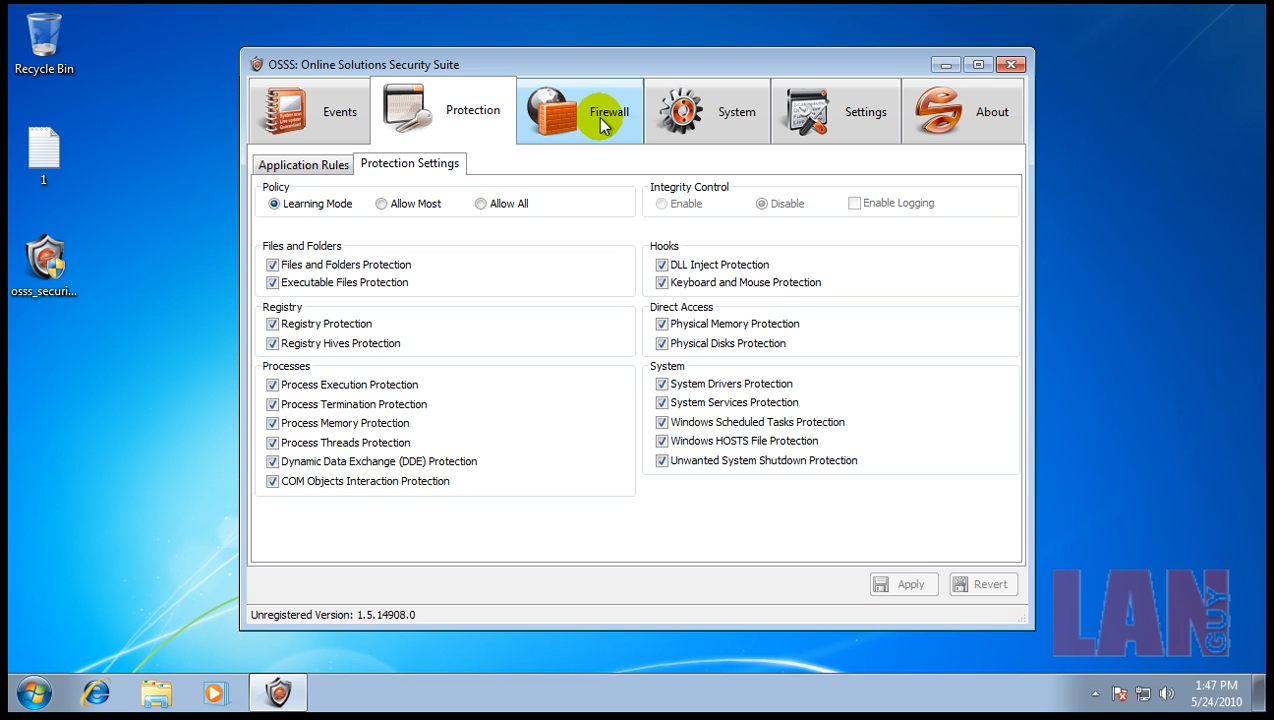 Recycle Bin
1
osss_securi...
OSSS: Online Solutions Security Suite
Events
Protection
Firewall
System
Settings
About
Application Rules
Protection Settings
Policy
Learning Mode
Allow Most
Allow All
Integrity Control
Enable
Disable
Enable Logging
Files and Folders
Files and Folders Protection
Executable Files Protection
Hooks
DLL Inject Protection
Keyboard and Mouse Protection
Registry
Registry Protection
Registry Hives Protection
Direct Access
Physical Memory Protection
Physical Disks Protection
Processes
Process Execution Protection
Process Termination Protection
Process Memory Protection
Process Threads Protection
Dynamic Data Exchange (DDE) Protection
COM Objects Interaction Protection
System
System Drivers Protection
System Services Protection
Windows Scheduled Tasks Protection
Windows HOSTS File Protection
Unwanted System Shutdown Protection
Apply
Revert
Unregistered Version: 1.5.14908.0
LAN GUY
1:47 PM
5/24/2010